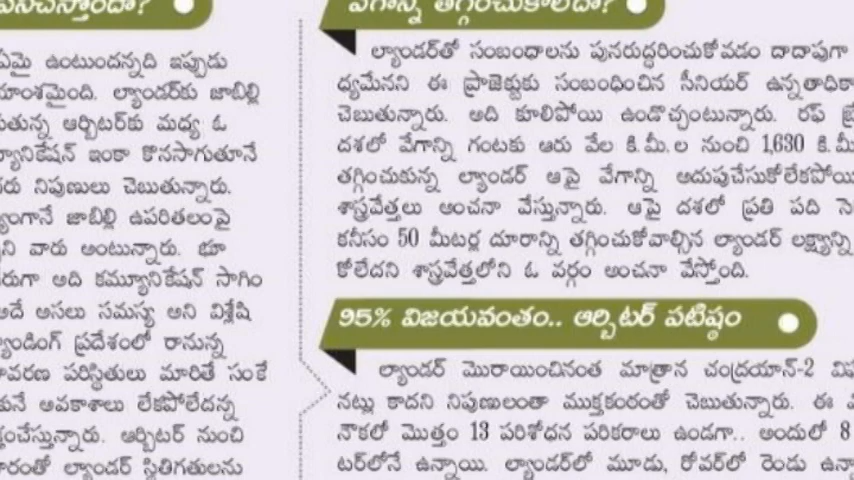 ఏమై ఉంటుందన్నది ఇప్పుడు
ల్యాండర్‌కు జాబిల్లి
ఆర్బిటర్‌కు మధ్య ఓ
ఇంకా కొనసాగుతూనే
నిపుణులు చెబుతున్నారు.
జాబిల్లి ఉపరితలంపై
వారు అంటున్నారు. భూ
అది కమ్యూనికేషన్ సాగిం
అదే అసలు సమస్య అని విశ్లేషి
ప్రదేశంలో రానున్న
పరిస్థితులు మారితే సంకే
అవకాశాలు లేకపోలేదన్న
ఆర్బిటర్ నుంచి
ల్యాండర్ స్థితిగతులను
వేగాన్ని తగ్గించుకోలేదా?
ల్యాండర్‌తో సంబంధాలను పునరుద్ధరించుకోవడం దాదాపుగా
ధ్యమేనని ఈ ప్రాజెక్టుకు సంబంధించిన సీనియర్ ఉన్నతాధికా
చెబుతున్నారు. అది కూలిపోయి ఉండొచ్చంటున్నారు. రఫ్
దశలో వేగాన్ని గంటకు ఆరు వేల కి.మీ.ల నుంచి 1,630 కి.మీ
తగ్గించుకున్న ల్యాండర్ ఆపై వేగాన్ని అదుపుచేసుకోలేకపోయి
శాస్త్రవేత్తలు అంచనా వేస్తున్నారు. ఆపై దశలో ప్రతి పది సె
కనీసం 50 మీటర్ల దూరాన్ని తగ్గించుకోవాల్సిన ల్యాండర్ లక్ష్యాన్ని
కోలేదని శాస్త్రవేత్తలోని ఓ వర్గం అంచనా వేస్తోంది.
95% విజయవంతం.. ఆర్బిటర్ పటిష్ఠం
ల్యాండర్ మొరాయించినంత మాత్రాన చంద్రయాన్-2 విఫ
నట్లు కాదని నిపుణులంతా ముక్తకంఠంతో చెబుతున్నారు. ఈ
నౌకలో మొత్తం 13 పరిశోధన పరికరాలు ఉండగా.. అందులో 8
టర్‌లోనే ఉన్నాయి. ల్యాండర్‌లో మూడు, రోవర్‌లో రెండు ఉన్నా